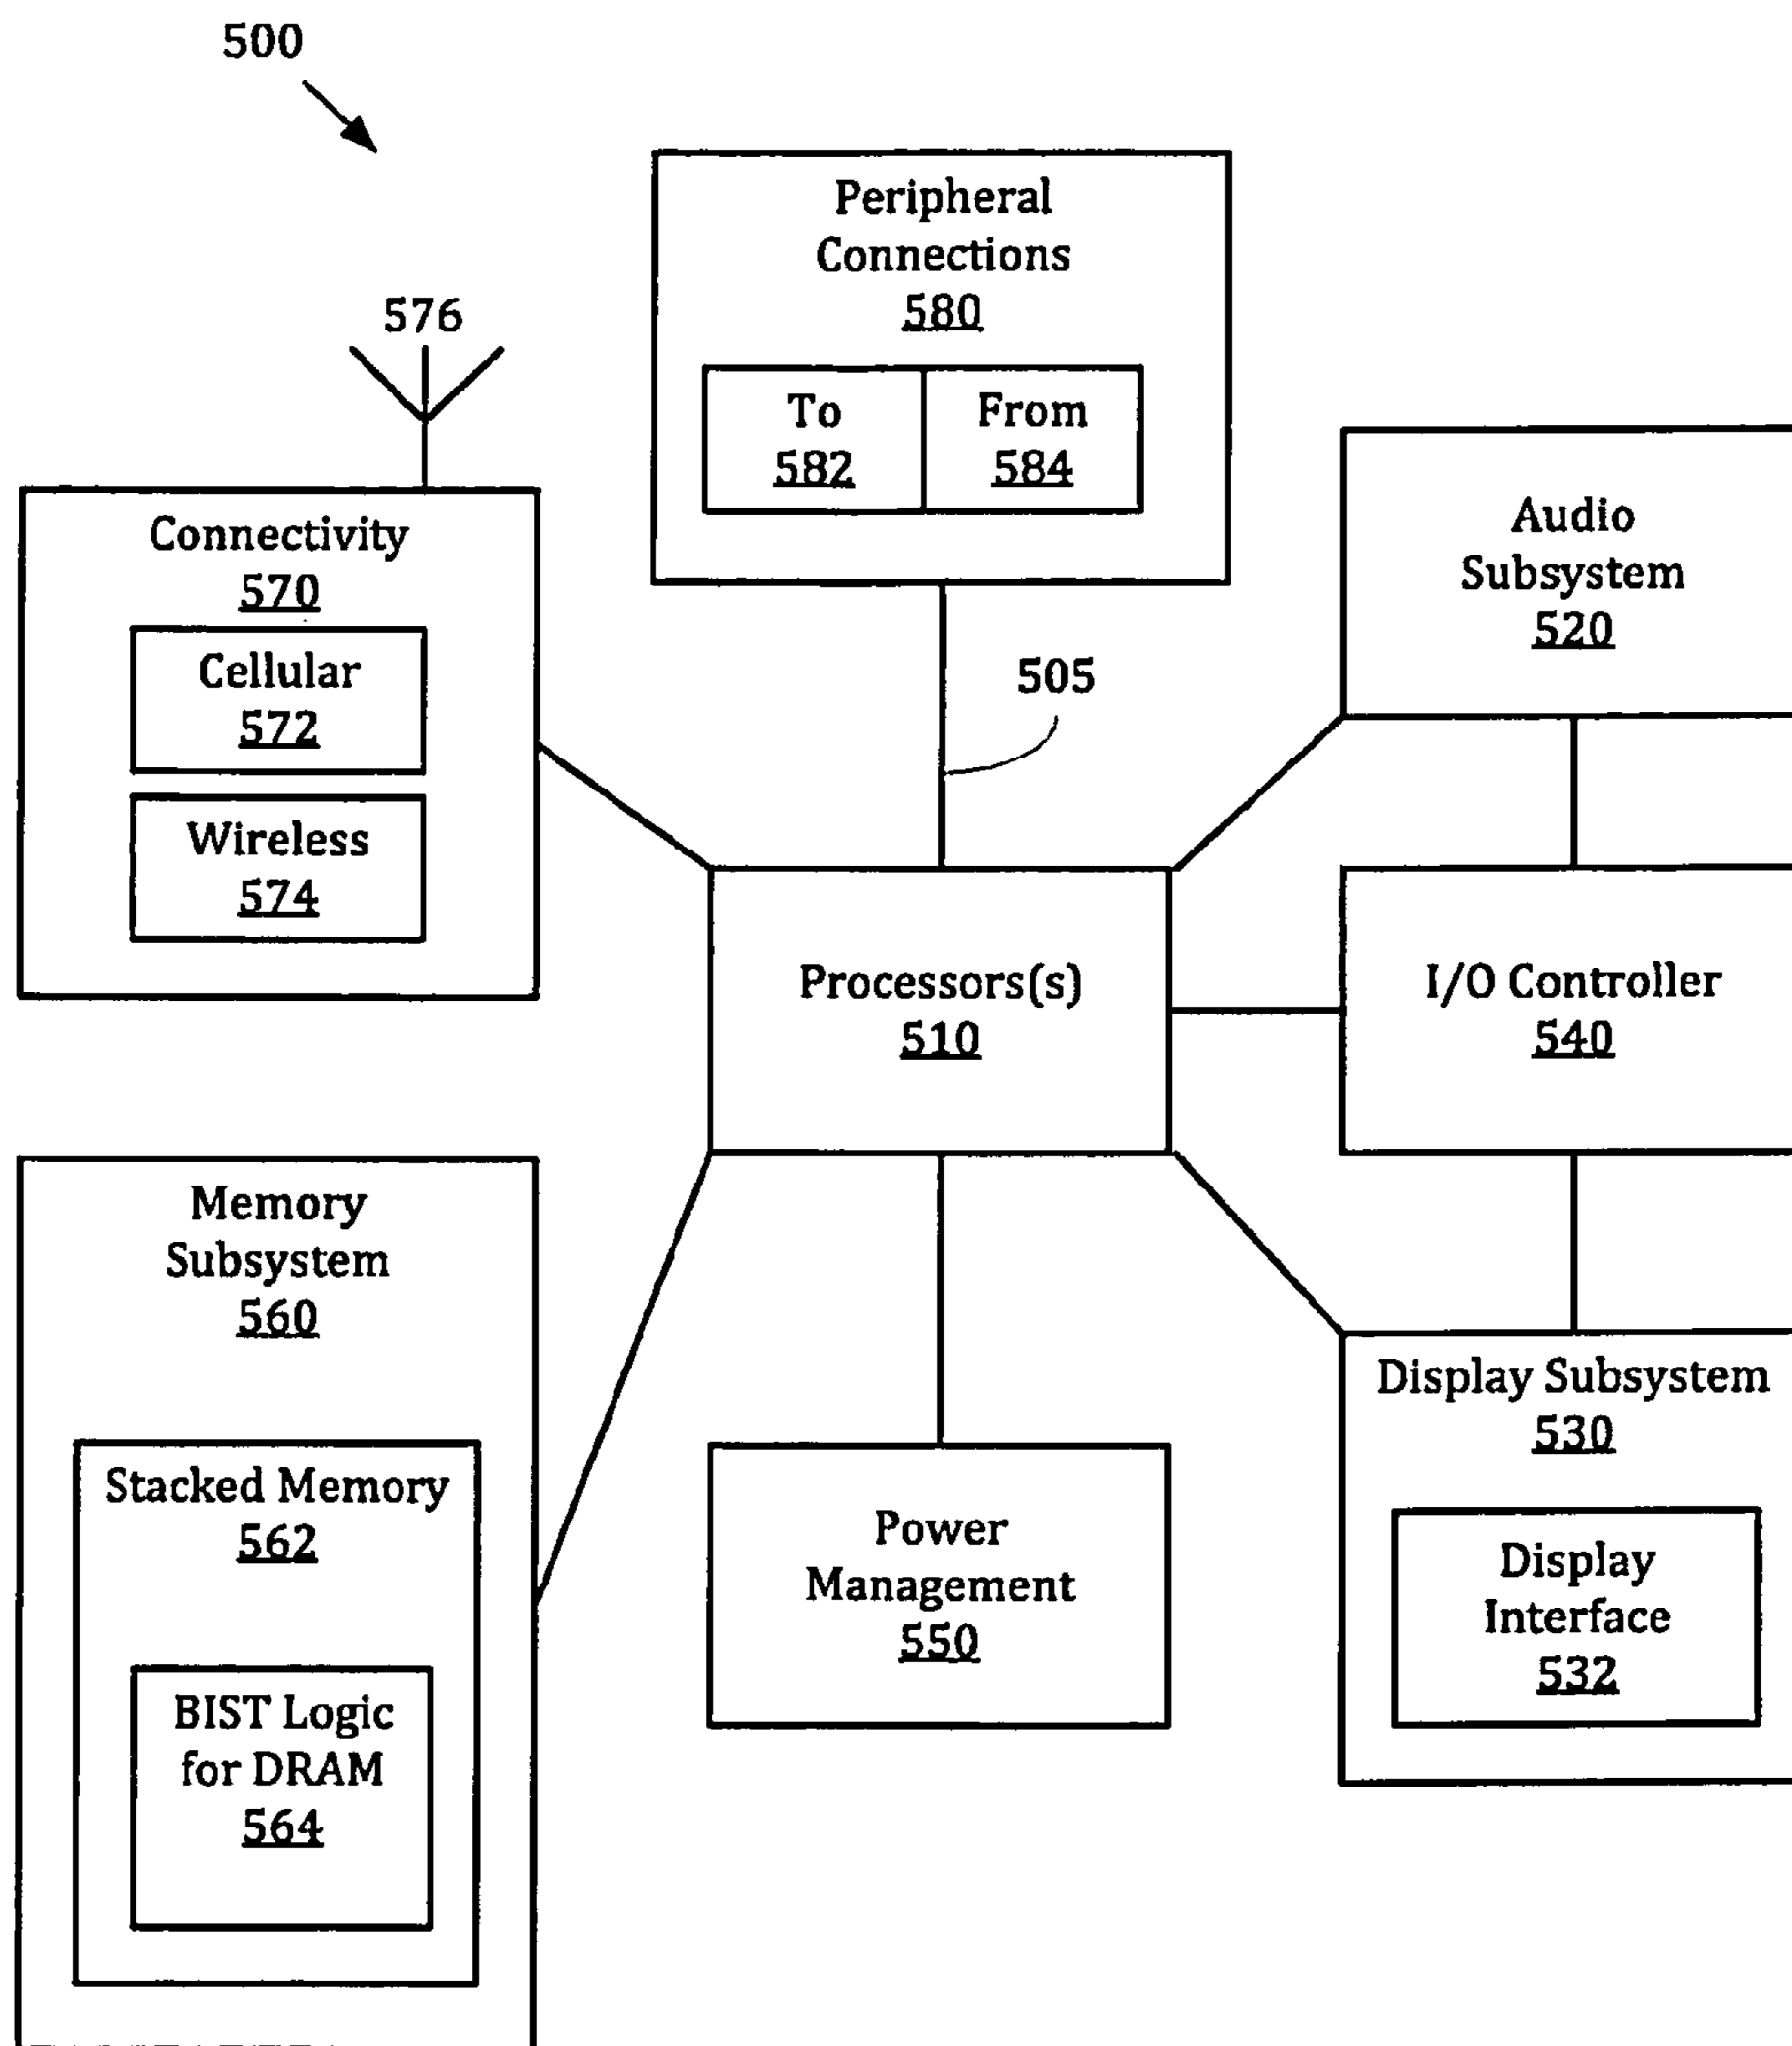 500
Peripheral
Connections
580
To
582
From
584
576
Connectivity
570
Cellular
572
Wireless
574
505
Audio
Subsystem
520
Processors(s)
510
I/O Controller
540
Memory
Subsystem
560
Stacked Memory
562
BIST Logic
for DRAM
564
Power
Management
550
Display Subsystem
530
Display
Interface
532